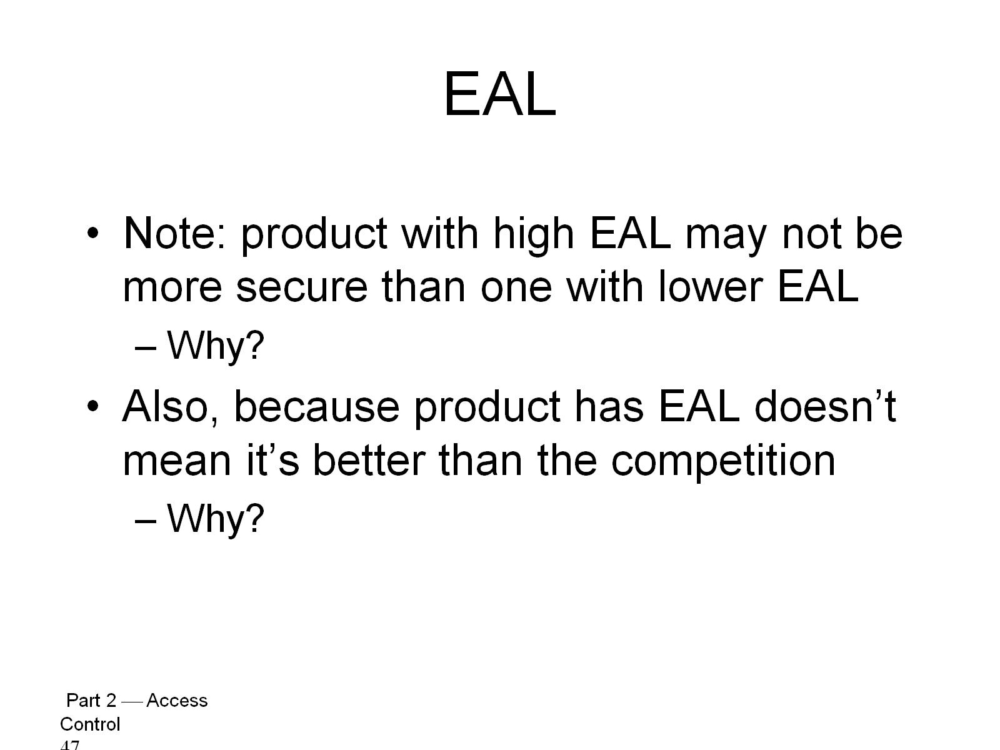 EAL
• Note: product with high EAL may not be
more secure than one with lower EAL
– Why?
• Also, because product has EAL doesn’t
mean it’s better than the competition
– Why?
Part 2 — Access
Control
47